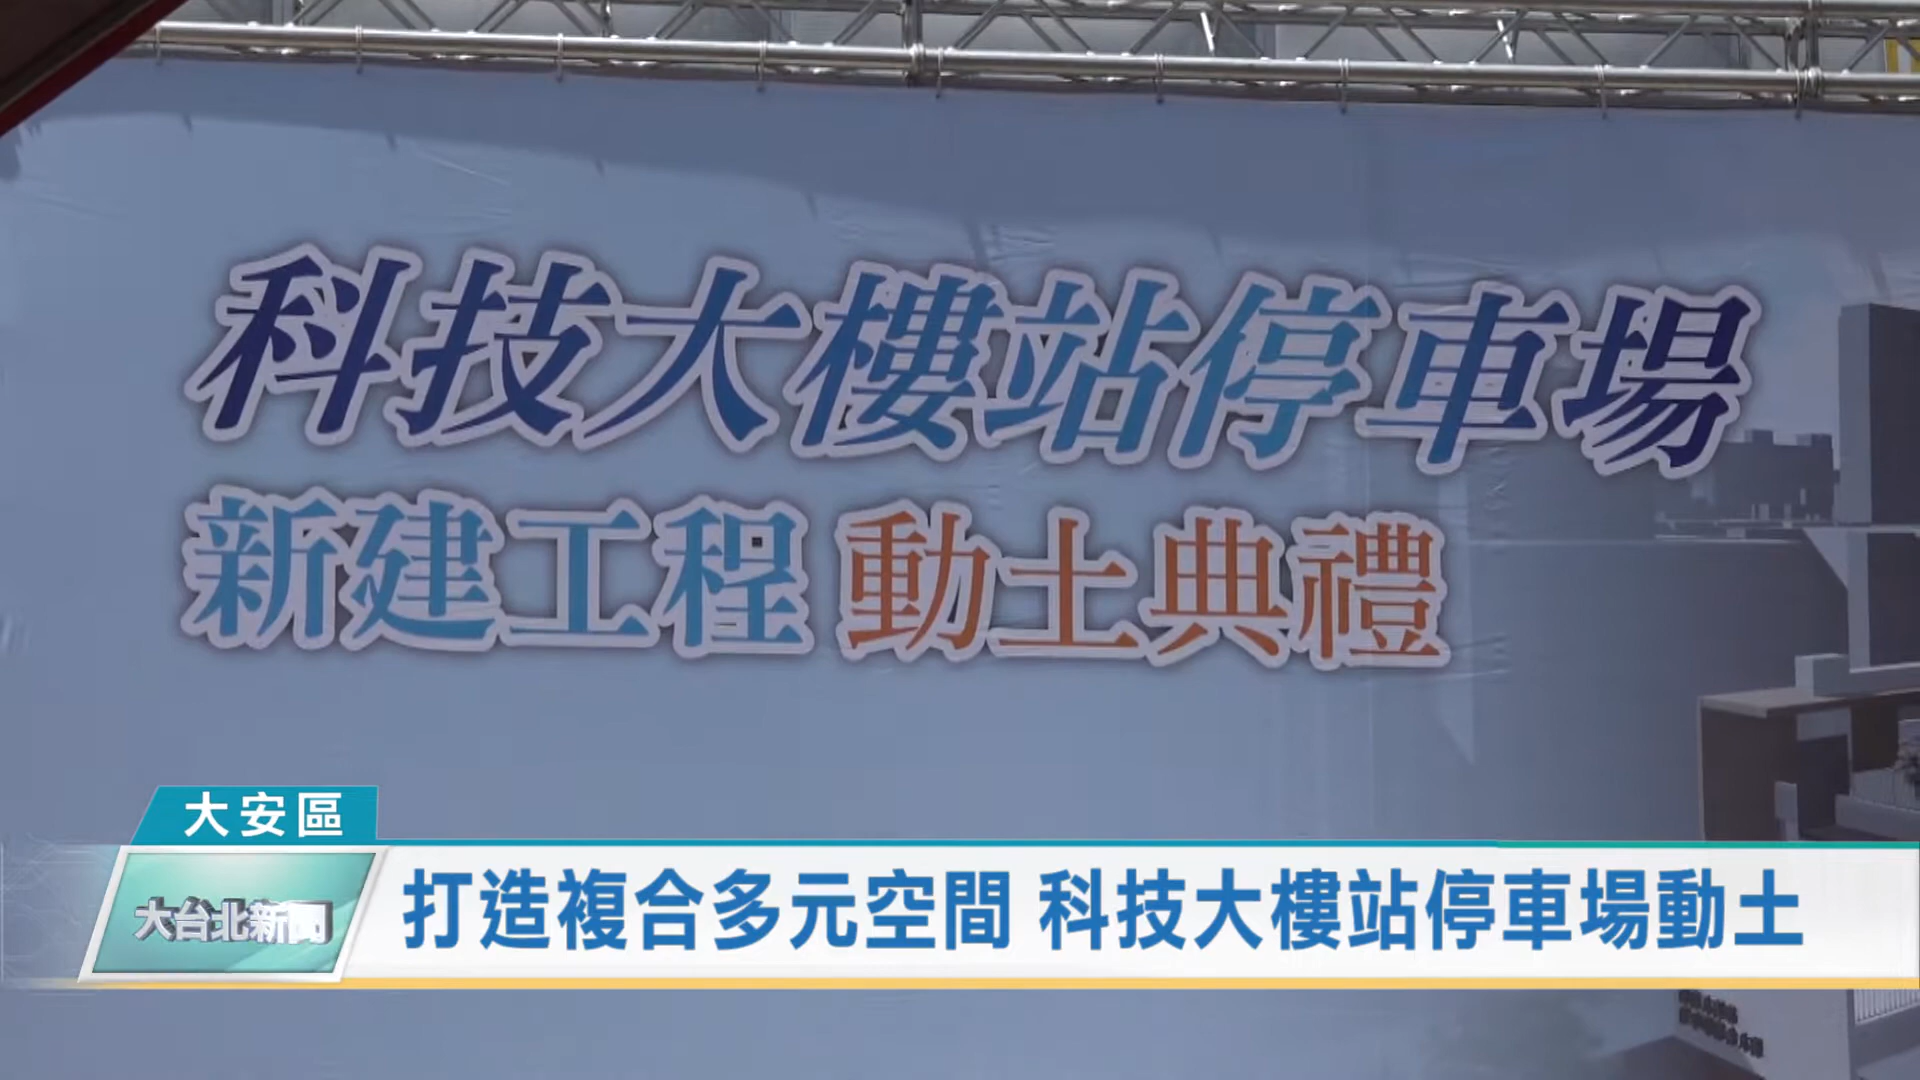 科技大樓站停車場
新建工程 動土典禮
大安區
大台北新聞
打造複合多元空間 科技大樓站停車場動土